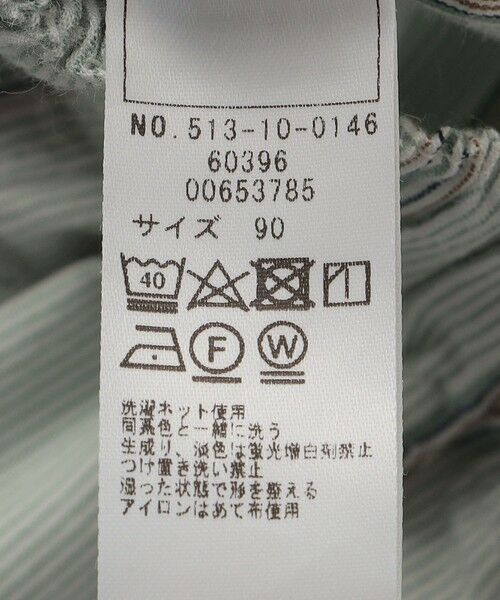 NO.513-10-0146
60396
00653785
サイズ 90
40
F W
洗濯ネット使用
同系色と一緒に洗う
生成り、淡色は蛍光増白剤禁止
つけ置き洗い禁止
湿った状態で形を整える
アイロンはあて布使用